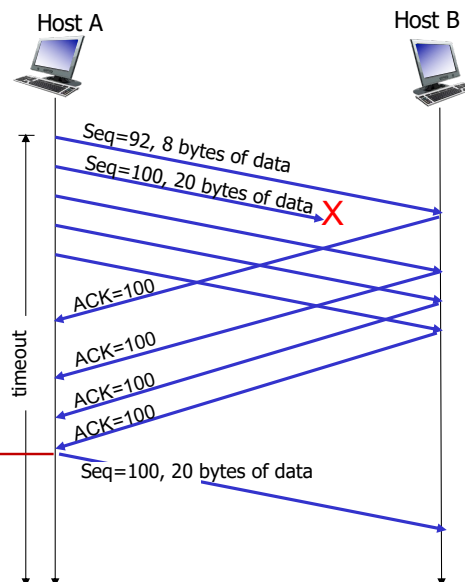 Host A
Host B
Seq=92, 8 bytes of data
Seq=100, 20 bytes of data
X
ACK=100
ACK=100
ACK=100
ACK=100
timeout
Seq=100, 20 bytes of data